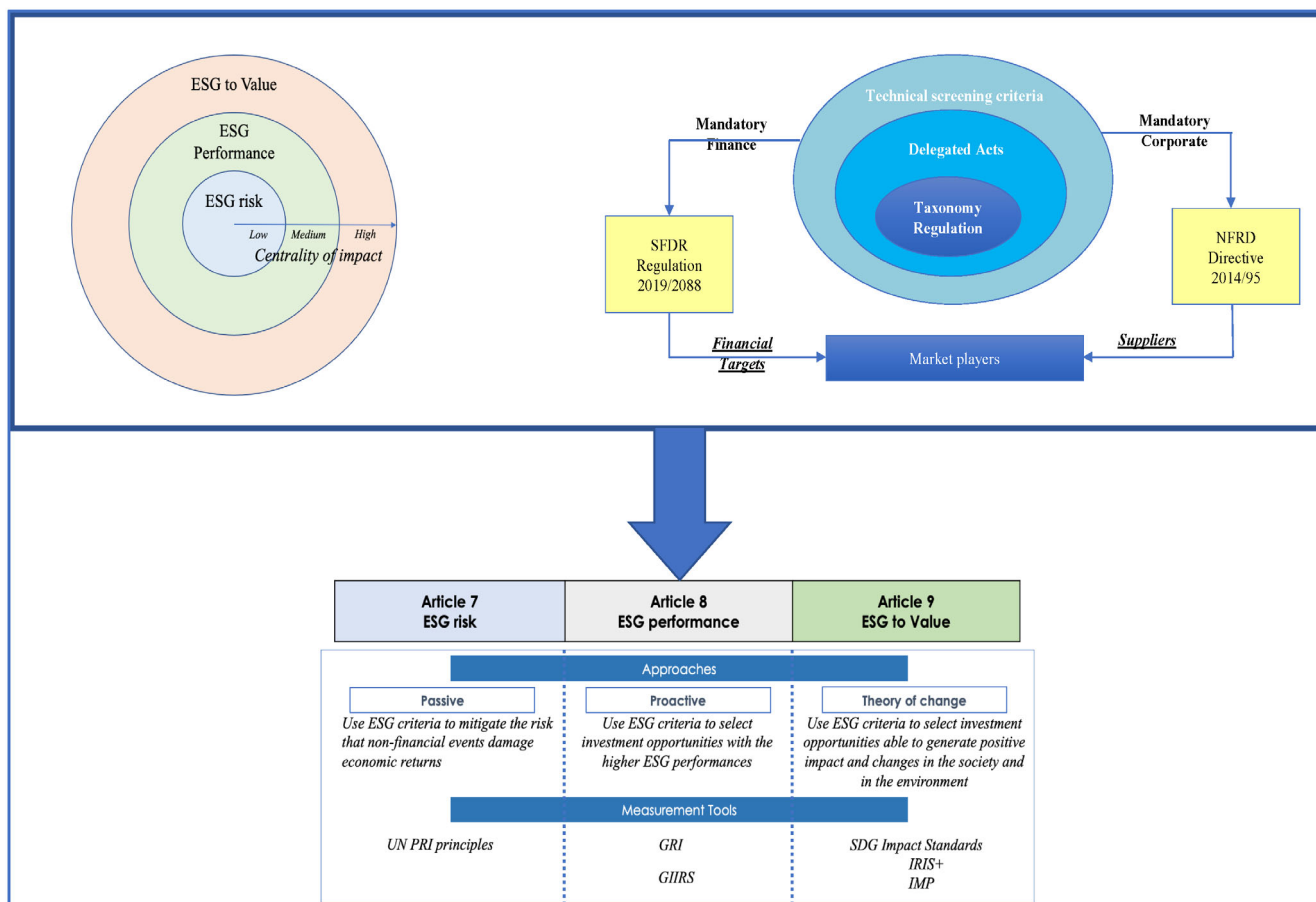 ESG to Value
ESG
Performance
ESG risk
Low
Medium
High
Centrality of impact
Technical screening criteria
Delegated Acts
Taxonomy
Regulation
Mandatory
Finance
Mandatory
Corporate
SFDR
Regulation
2019/2088
NFRD
Directive
2014/95
Financial
Targets
Market players
Suppliers
Article 7
ESG risk
Article 8
ESG performance
Article 9
ESG to Value
Approaches
Passive
Use ESG criteria to mitigate the risk
that non-financial events damage
economic returns
Proactive
Use ESG criteria to select
investment opportunities with the
higher ESG performances
Theory of change
Use ESG criteria to select investment
opportunities able to generate positive
impact and changes in the society and
in the environment
Measurement Tools
UN PRI principles
GRI
GIIRS
SDG Impact Standards
IRIS+
IMP